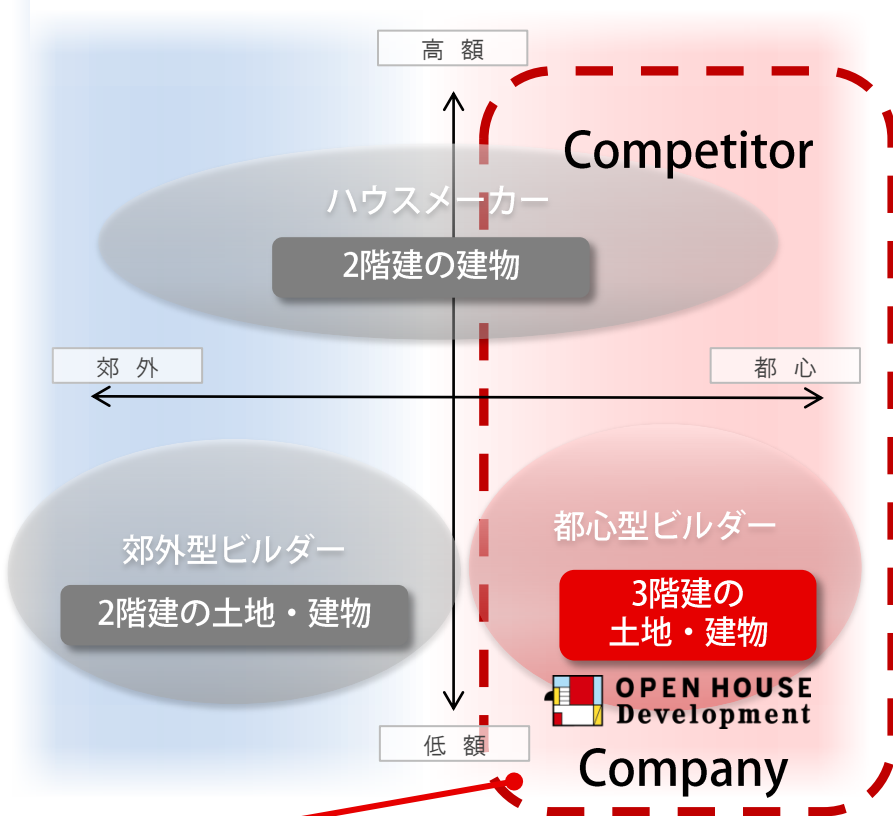 高 額
Competitor
ハウスメーカー
2階建の建物
郊 外
都 心
郊外型ビルダー
2階建の土地・建物
都心型ビルダー
3階建の
土地・建物
OPEN HOUSE
Development
低 額
Company